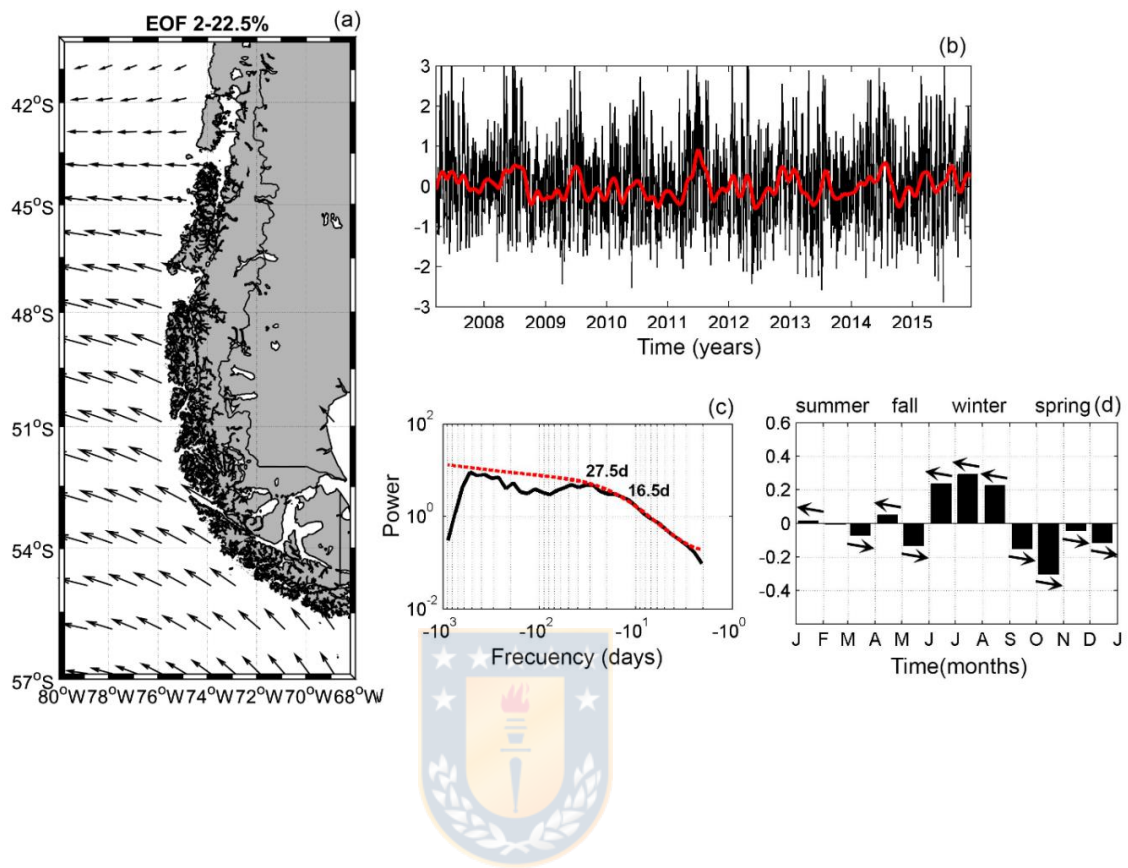 EOF 2-22.5%
(a)
42°S
45°S
48°S
51°S
54°S
57°S
80°W78°W76°W74°W72°W70°W68°W
(b)
3
2
1
0
-1
-2
-3
2008 2009 2010 2011 2012 2013 2014 2015
Time (years)
(c)
10²
10⁰
10⁻²
Power
27.5d
16.5d
-10³ -10² -10¹ -10⁰
Frecuency (days)
summer fall winter spring (d)
0.6
0.4
0.2
0
-0.2
-0.4
J F M A M J J A S O N D J
Time(months)